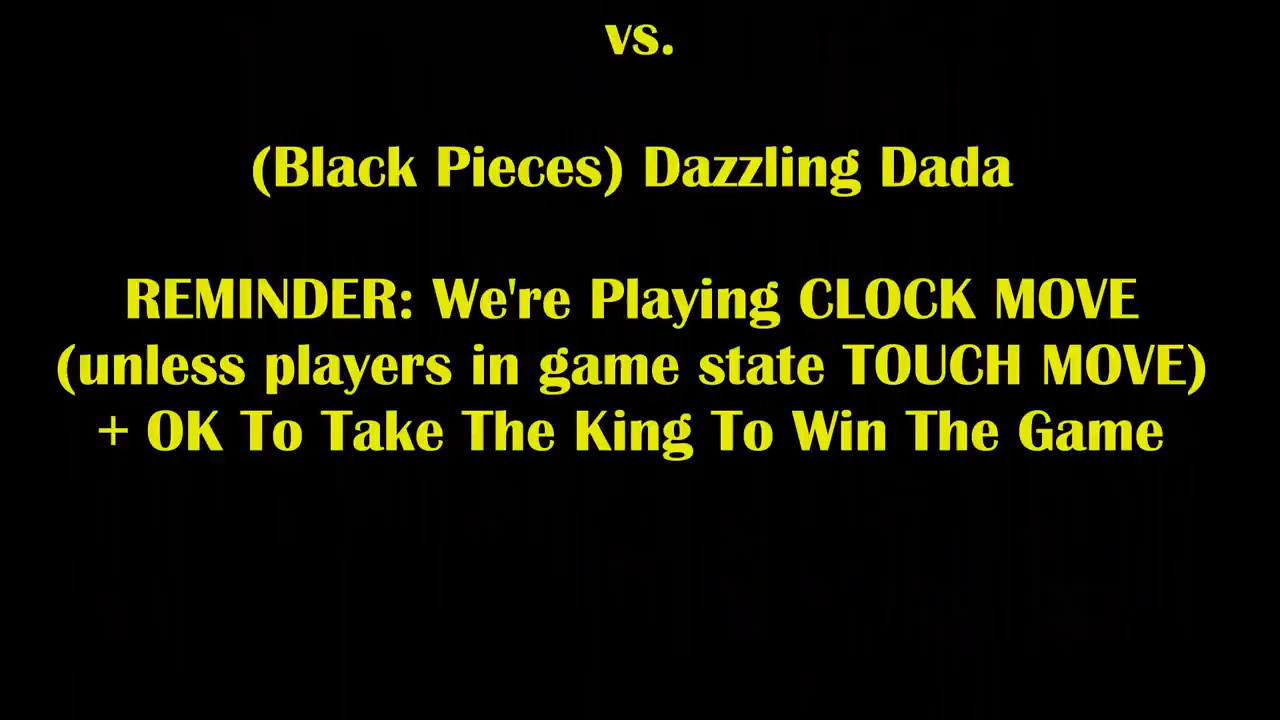 vs.
(Black Pieces) Dazzling Dada
REMINDER: We're Playing CLOCK MOVE
(unless players in game state TOUCH MOVE)
+ OK To Take The King To Win The Game